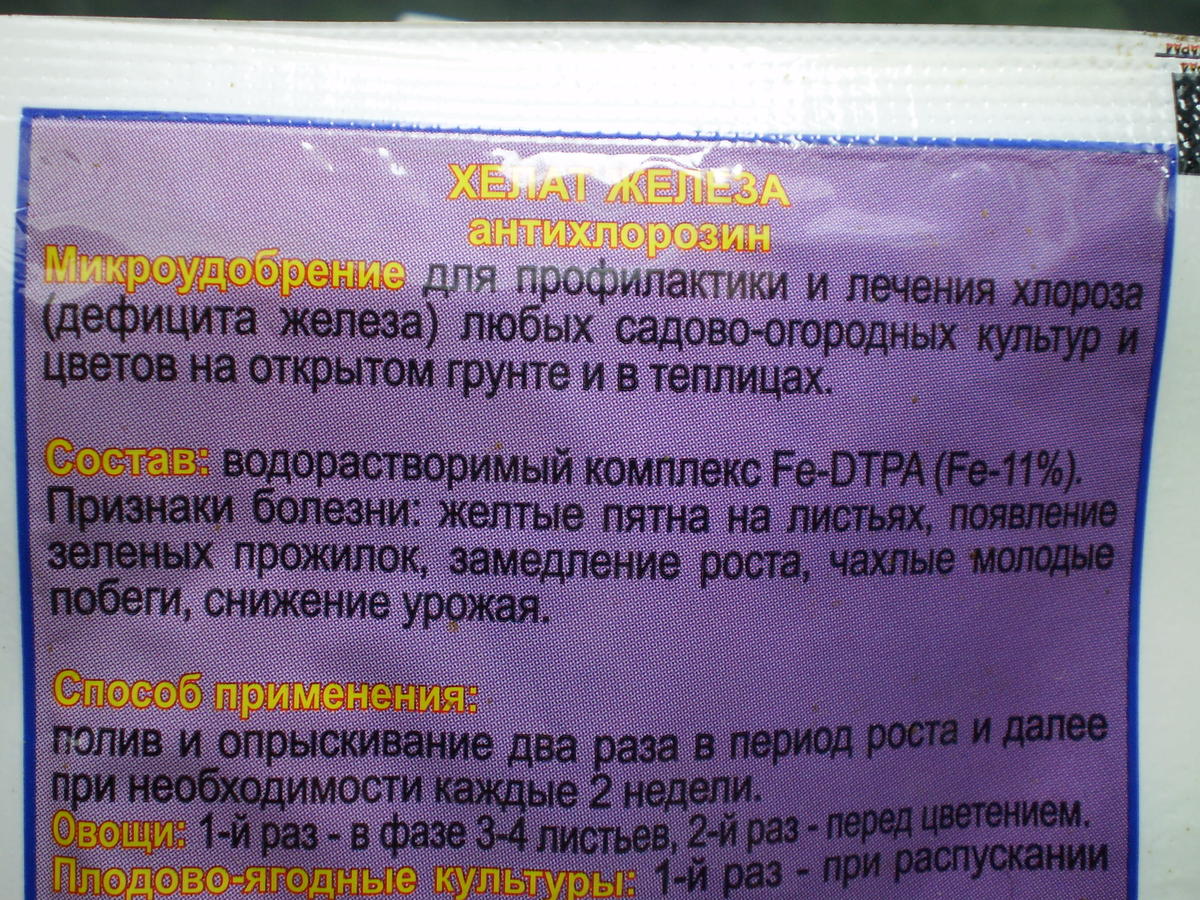 ХЕЛАТ ЖЕЛЕЗА
антихлорозин
Микроудобрение для профилактики и лечения хлороза
(дефицита железа) любых садово-огородных культур и
цветов на открытом грунте и в теплицах.
Состав: водорастворимый комплекс Fe-DTPA (Fe-11%).
Признаки болезни: желтые пятна на листьях, появление
зеленых прожилок, замедление роста, чахлые молодые
побеги, снижение урожая.
Способ применения:
полив и опрыскивание два раза в период роста и далее
при необходимости каждые 2 недели.
Овощи: 1-й раз - в фазе 3-4 листьев, 2-й раз - перед цветением.
Плодово-ягодные культуры: 1-й раз - при распускании